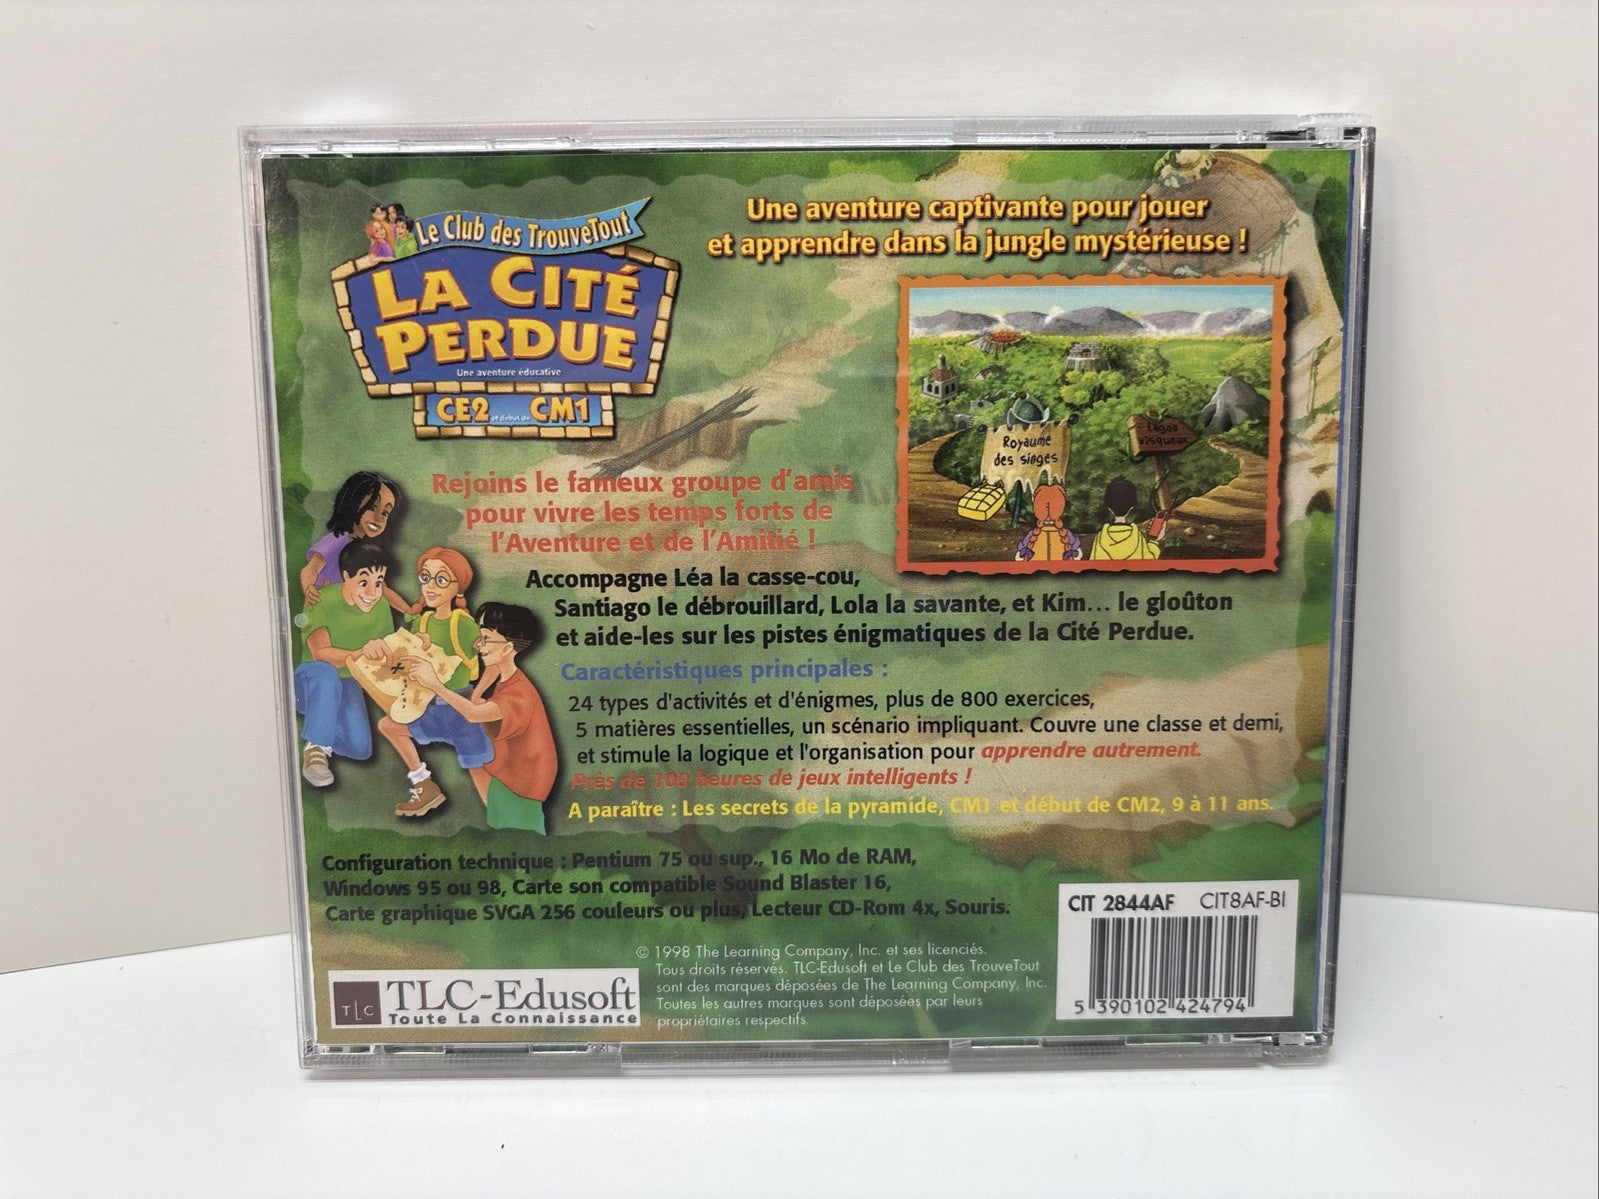 Le Club des TrouveTout
LA CITÉ
PERDUE
Une aventure éducative
CE2 et début de CM1
Une aventure captivante pour jouer
et apprendre dans la jungle mystérieuse !
Royaume
des singes
Lagon
visqueux
Rejoins le fameux groupe d'amis
pour vivre les temps forts de
l'Aventure et de l'Amitié !
Accompagne Léa la casse-cou,
Santiago le débrouillard, Lola la savante, et Kim... le gloûton
et aide-les sur les pistes énigmatiques de la Cité Perdue.
Caractéristiques principales :
24 types d'activités et d'énigmes, plus de 800 exercices,
5 matières essentielles, un scénario impliquant. Couvre une classe et demi,
et stimule la logique et l'organisation pour apprendre autrement.
Près de 100 heures de jeux intelligents !
A paraître : Les secrets de la pyramide, CM1 et début de CM2, 9 à 11 ans.
Configuration technique : Pentium 75 ou sup., 16 Mo de RAM,
Windows 95 ou 98, Carte son compatible Sound Blaster 16,
Carte graphique SVGA 256 couleurs ou plus, Lecteur CD-Rom 4x, Souris.
CIT 2844AF CIT8AF-BI
5 390102 424794
TLC
TLC-Edusoft
Toute La Connaissance
© 1998 The Learning Company, Inc. et ses licenciés.
Tous droits réservés. TLC-Edusoft et Le Club des TrouveTout
sont des marques déposées de The Learning Company, Inc.
Toutes les autres marques sont déposées par leurs
propriétaires respectifs.